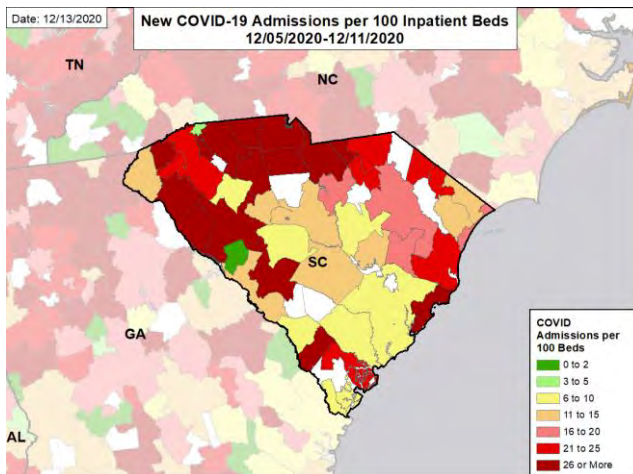 Date: 12/13/2020
New COVID-19 Admissions per 100 Inpatient Beds
12/05/2020-12/11/2020
TN
NC
SC
GA
AL
COVID
Admissions per
100 Beds
0 to 2
3 to 5
6 to 10
11 to 15
16 to 20
21 to 25
26 or More